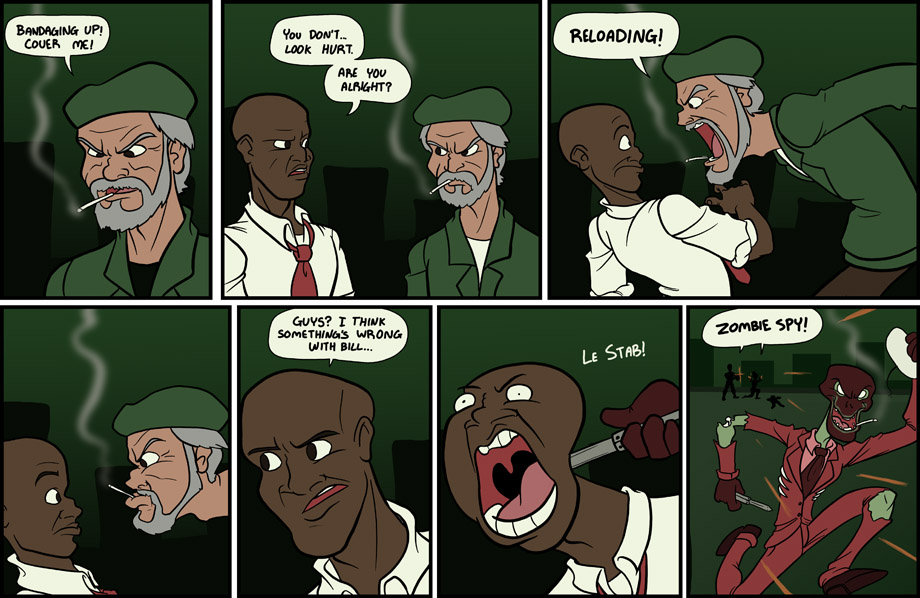 BANDAGING UP!
COVER ME!
YOU DON'T...
LOOK HURT.
ARE YOU
ALRIGHT?
RELOADING!
GUYS? I THINK
SOMETHING'S WRONG
WITH BILL...
LE STAB!
ZOMBIE SPY!